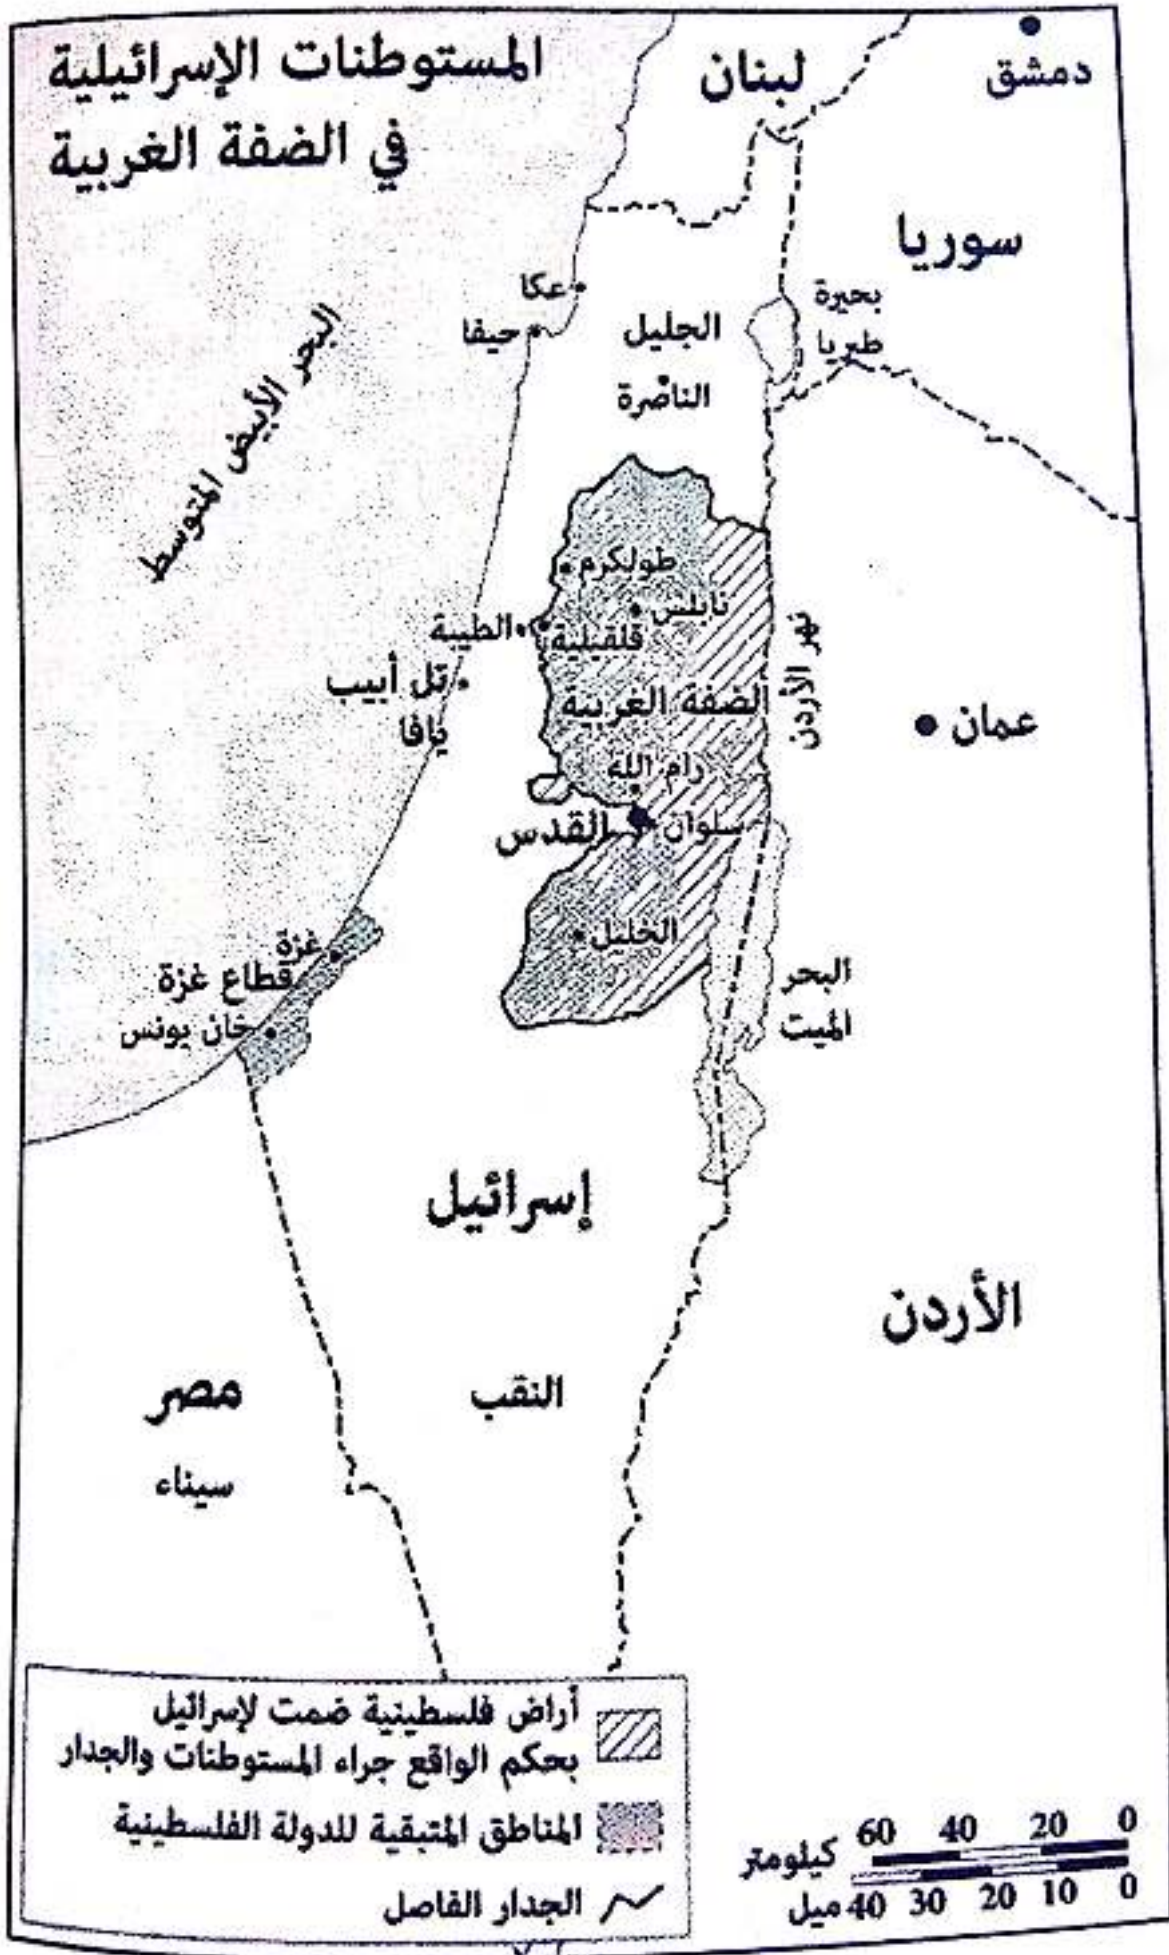 المستوطنات الإسرائيلية
في الضفة الغربية
لبنان
دمشق
سوريا
عكا
حيفا
الجليل
بحيرة
طبريا
الناصرة
البحر الأبيض المتوسط
طولكرم
نابلس
الطيبة
قلقيلية
تل أبيب
يافا
الضفة الغربية
نهر الأردن
عمان
رام الله
القدس
سلوان
الخليل
غزة
قطاع غزة
خان يونس
البحر
الميت
إسرائيل
الأردن
النقب
مصر
سيناء
أراض فلسطينية ضمت لإسرائيل
بحكم الواقع جراء المستوطنات والجدار
المناطق المتبقية للدولة الفلسطينية
الجدار الفاصل
60 40 20 0
كيلومتر
ميل 40 30 20 10 0